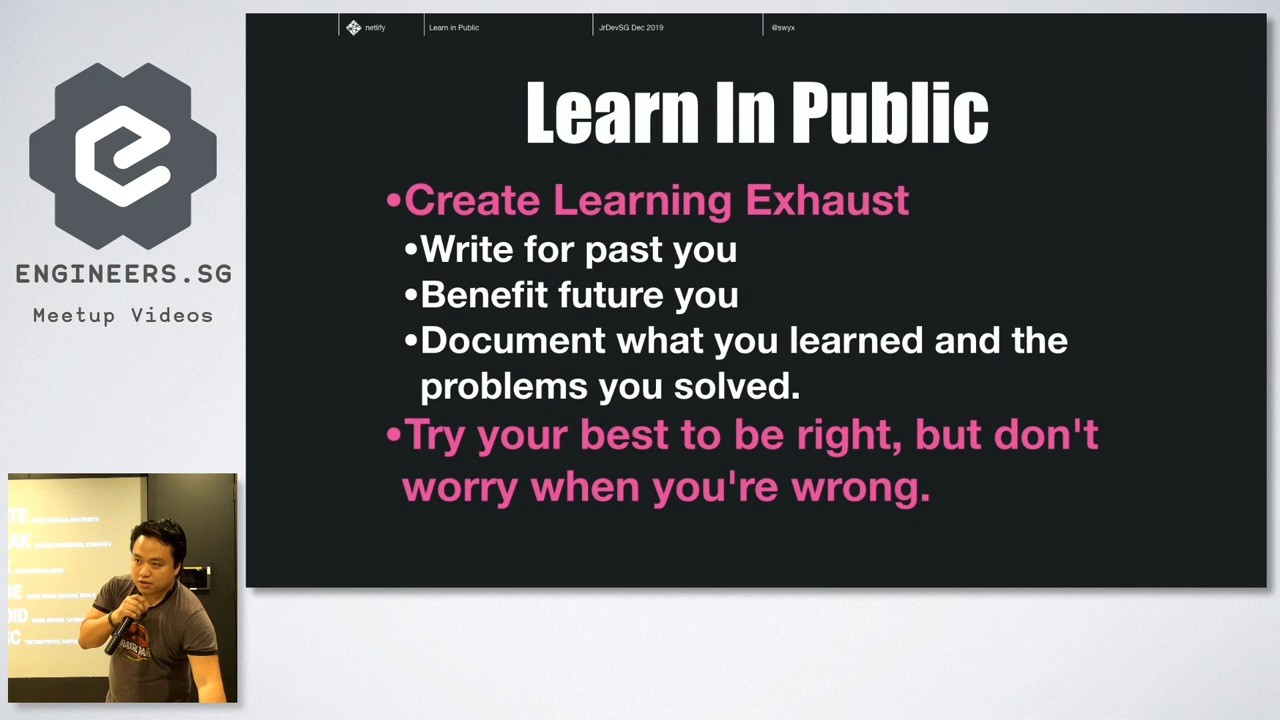 netlify
Learn in Public
JrDevSG Dec 2019
@swyx
Learn In Public
•Create Learning Exhaust
•Write for past you
•Benefit future you
•Document what you learned and the
problems you solved.
•Try your best to be right, but don't
worry when you're wrong.
ENGINEERS.SG
Meetup Videos